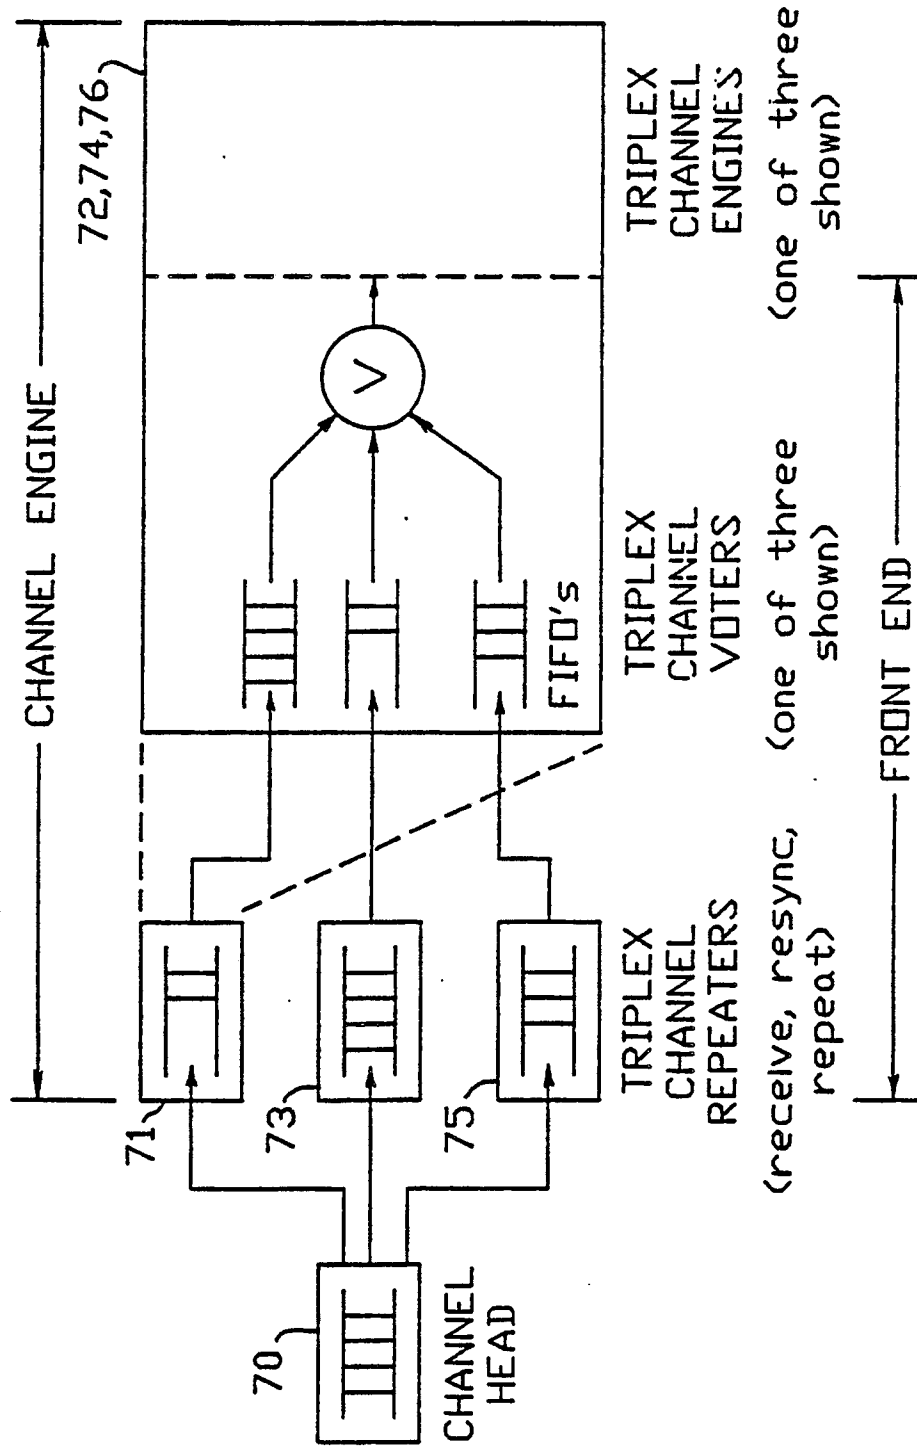 CHANNEL ENGINE
72,74,76
71
73
75
70
V
FIFO's
CHANNEL
HEAD
TRIPLEX
CHANNEL
REPEATERS
(receive, resync,
repeat)
TRIPLEX
CHANNEL
VOTERS
(one of three
shown)
TRIPLEX
CHANNEL
ENGINES
(one of three
shown)
FRONT END